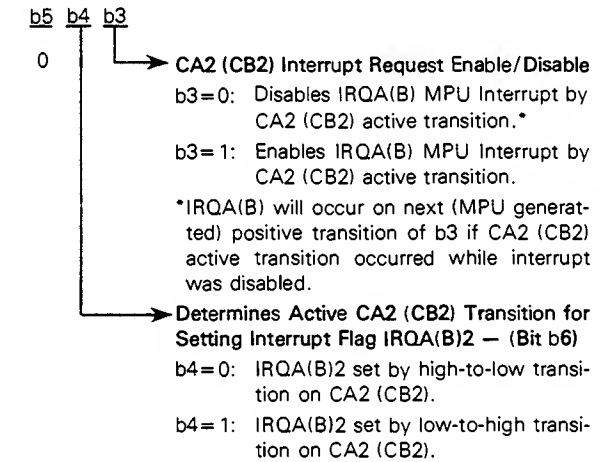 b5 b4 b3
0
CA2 (CB2) Interrupt Request Enable/Disable
b3=0: Disables IRQA(B) MPU Interrupt by
CA2 (CB2) active transition.*
b3=1: Enables IRQA(B) MPU Interrupt by
CA2 (CB2) active transition.
*IRQA(B) will occur on next (MPU generat-
ted) positive transition of b3 if CA2 (CB2)
active transition occurred while interrupt
was disabled.
Determines Active CA2 (CB2) Transition for
Setting Interrupt Flag IRQA(B)2 — (Bit b6)
b4=0: IRQA(B)2 set by high-to-low transi-
tion on CA2 (CB2).
b4=1: IRQA(B)2 set by low-to-high transi-
tion on CA2 (CB2).